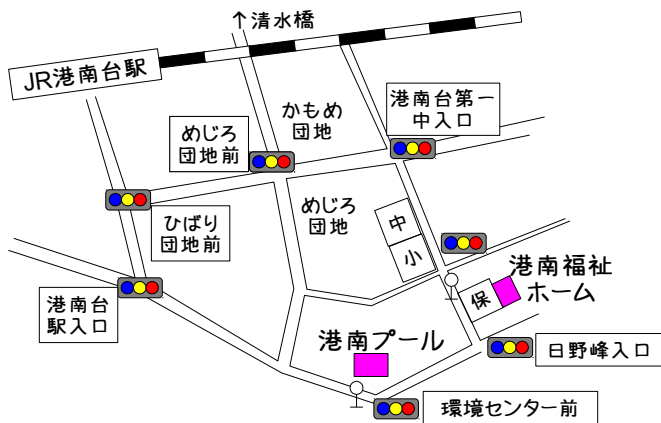 ↑清水橋
JR港南台駅
かもめ
団地
港南台第一
中入口
めじろ
団地前
めじろ
団地
ひばり
団地前
中
小
港南福祉
ホーム
保
港南台
駅入口
港南プール
日野峰入口
環境センター前